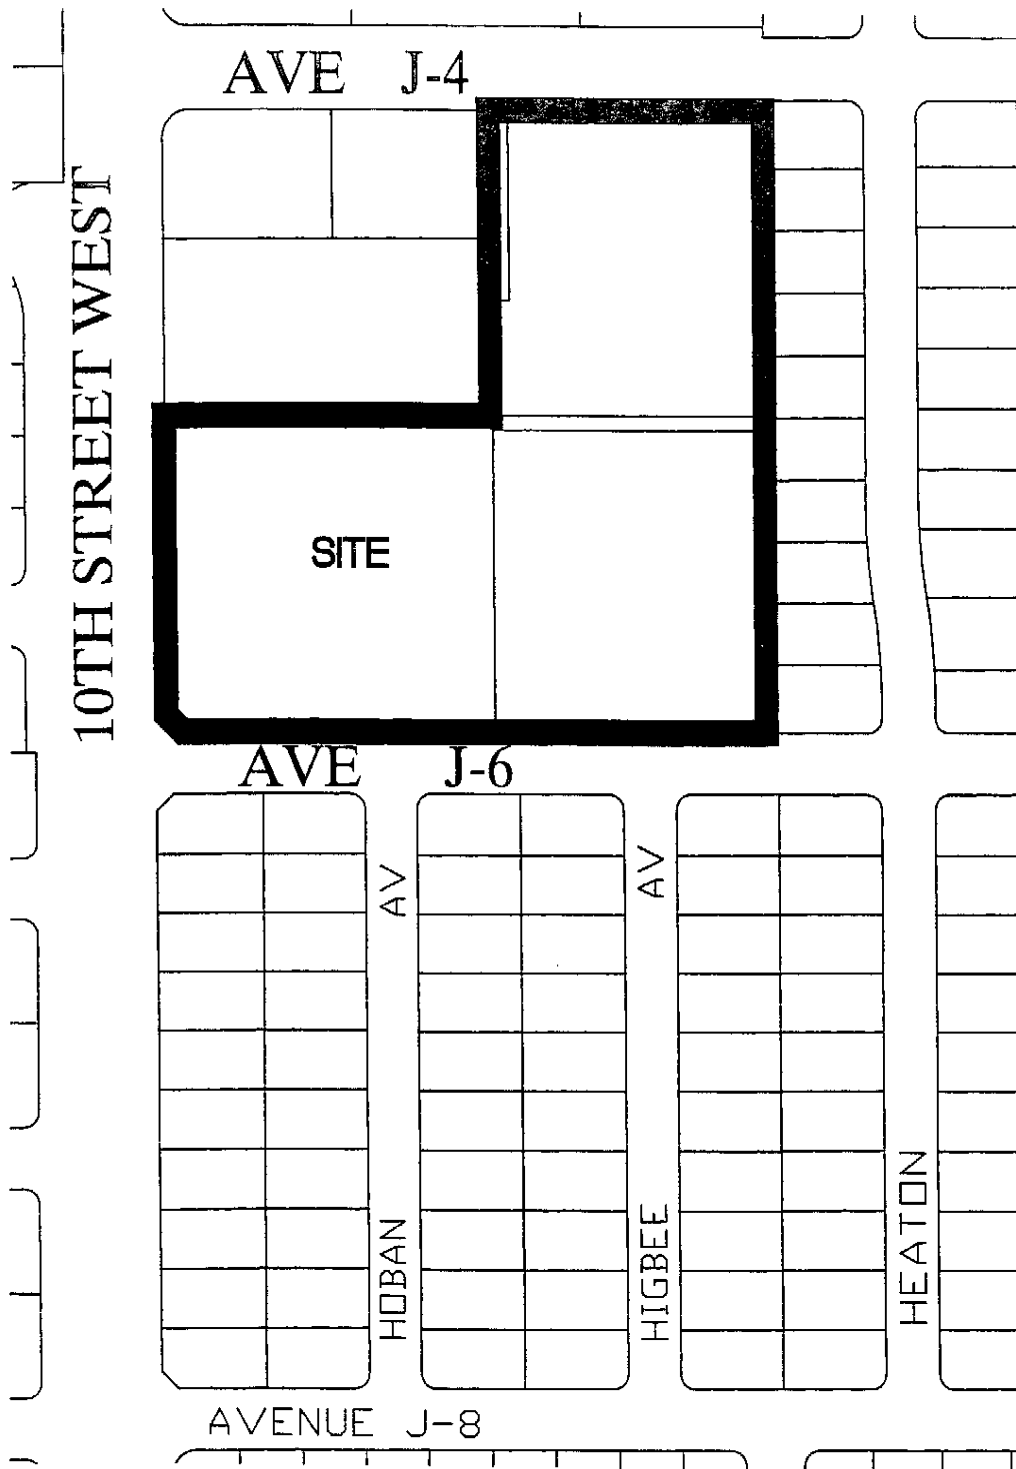 AVE J-4
10TH STREET WEST
SITE
AVE J-6
HOBAN AV
HIGBEE AV
HEATON
AVENUE J-8